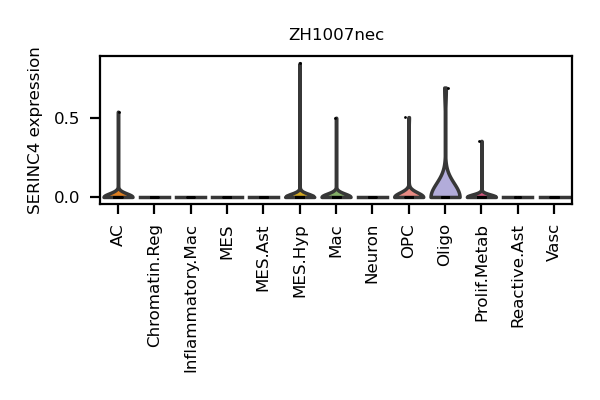 ZH1007nec
SERINC4 expression
0.5
0.0
AC
Chromatin.Reg
Inflammatory.Mac
MES
MES.Ast
MES.Hyp
Mac
Neuron
OPC
Oligo
Prolif.Metab
Reactive.Ast
Vasc